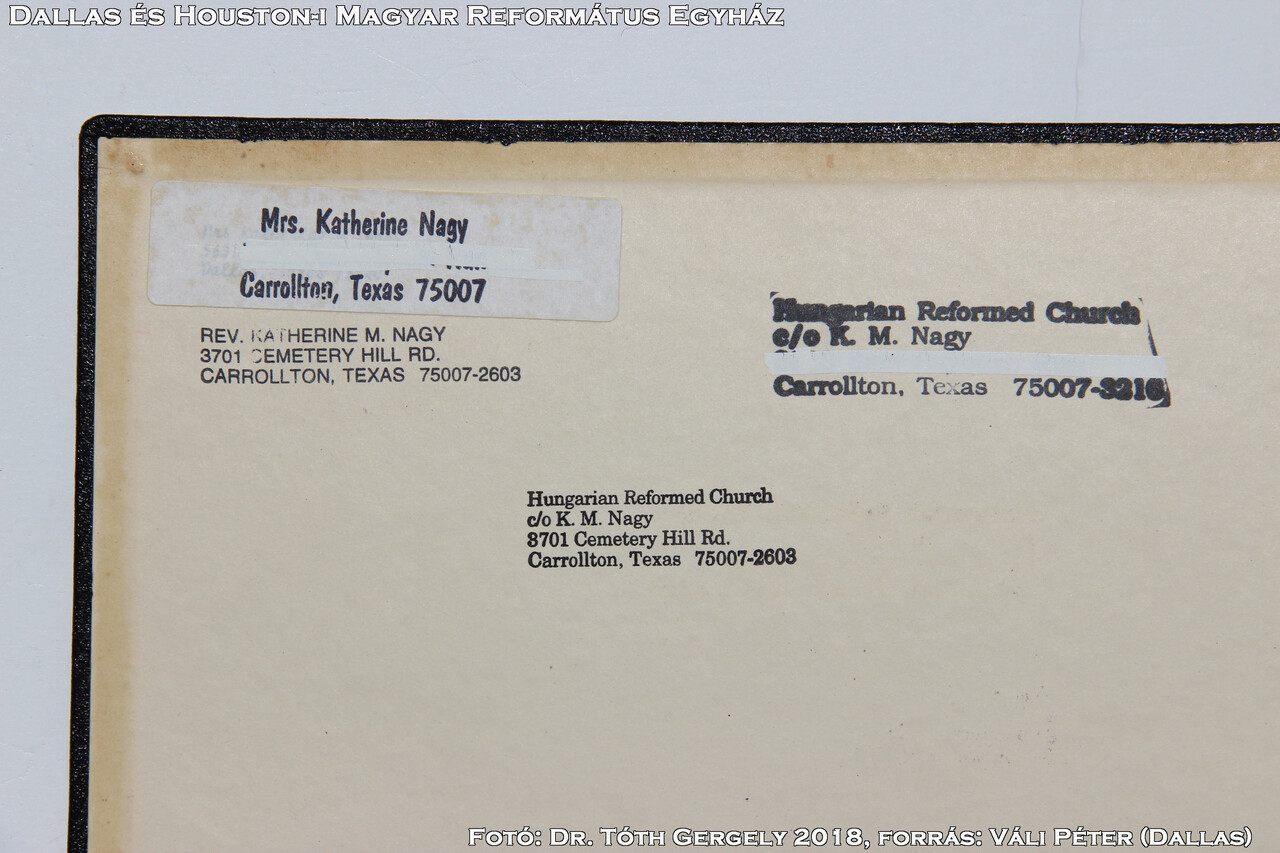 Dallas és Houston-i Magyar Református Egyház
Mrs. Katherine Nagy
Carrollton, Texas 75007
REV. KATHERINE M. NAGY
3701 CEMETERY HILL RD.
CARROLLTON, TEXAS 75007-2603
Hungarian Reformed Church
c/o K. M. Nagy
Carrollton, Texas 75007-3216
Hungarian Reformed Church
c/o K. M. Nagy
3701 Cemetery Hill Rd.
Carrollton, Texas 75007-2603
Fotó: Dr. Tóth Gergely 2018, forrás: Váli Péter (Dallas)